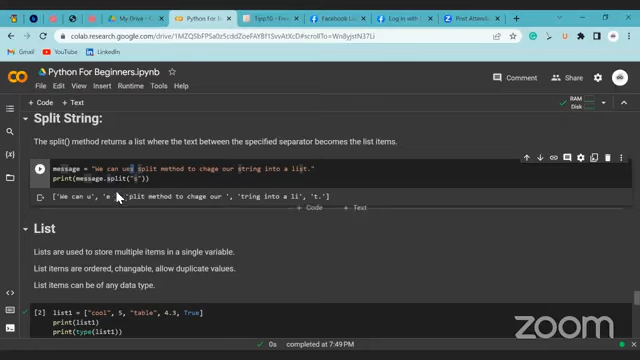 My Drive -
Python For Beginners
Tipp10 - Free
Facebook
Log in with
Post Attend
colab.research.google.com/drive/
Gmail YouTube LinkedIn
Python For Beginners.ipynb
Comment Share
File Edit View Insert Runtime Tools Help
RAM
Disk
+ Code + Text
Split String:
The split() method returns a list where the text between the specified separator becomes the list items.
message = "We can use split method to chage our string into a list."
print(message.split("s"))
['We can u', 'e 'plit method to chage our ', 'tring into a li', 't.']
+ Code + Text
List
Lists are used to store multiple items in a single variable.
List items are ordered, changable, allow duplicate values.
List items can be of any data type.
[2] list1 = ["cool", 5, "table", 4.3, True]
print(list1)
print(type(list1))
0s completed at 7:49 PM
zoom